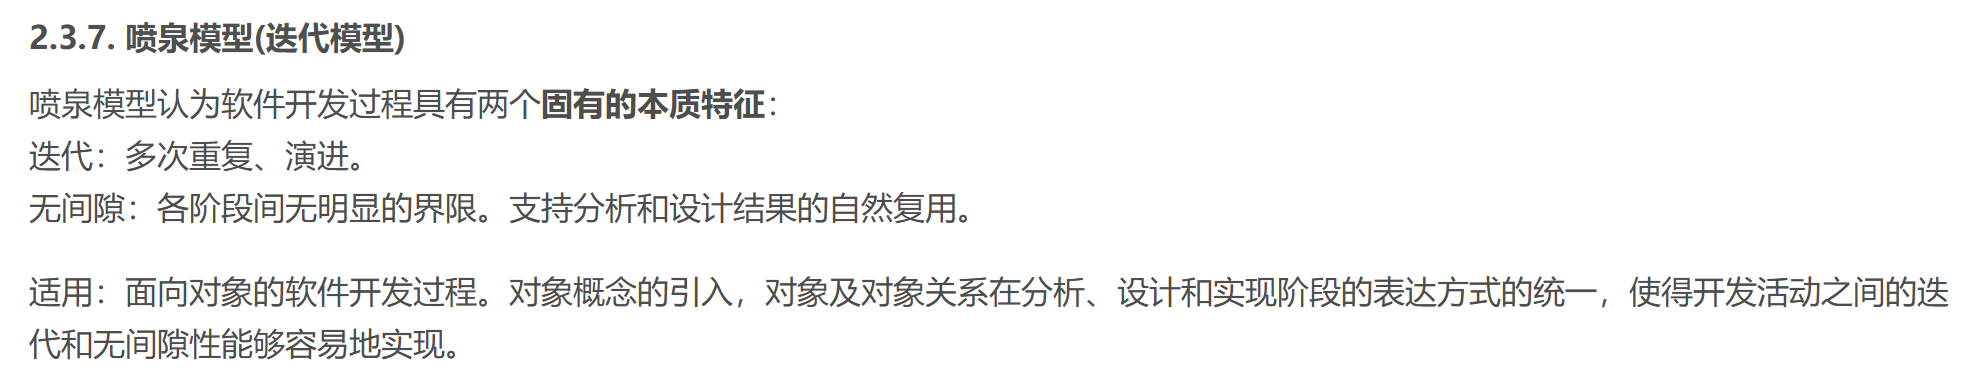 2.3.7. 喷泉模型(迭代模型)
喷泉模型认为软件开发过程具有两个固有的本质特征：
迭代：多次重复、演进。
无间隙：各阶段间无明显的界限。支持分析和设计结果的自然复用。
适用：面向对象的软件开发过程。对象概念的引入，对象及对象关系在分析、设计和实现阶段的表达方式的统一，使得开发活动之间的迭
代和无间隙性能够容易地实现。